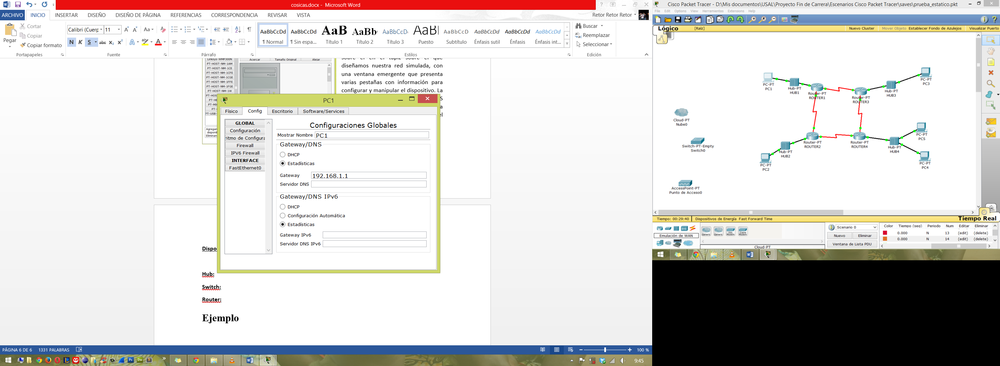 cosicas.docx - Microsoft Word
ARCHIVO INICIO INSERTAR DISEÑO DISEÑO DE PÁGINA REFERENCIAS CORRESPONDENCIA REVISAR VISTA
Retor Retor Retor
Pegar
Cortar
Copiar
Copiar formato
Portapapeles
Calibri (Cuerp 11
Fuente
Párrafo
AaBbCcDd AaBbCcDd AaB AaBb AaBbCcD AaB AaBbCcD AaBbCcDd AaBbCcDd AaBbCcDd
¶ Normal ¶ Sin espa... Título 1 Título 2 Título 3 Puesto Subtítulo Énfasis sutil Énfasis Énfasis int...
Estilos
Buscar
Reemplazar
Seleccionar
Edición
Linksys-WMP300N
PT-HOST-NM-1AM
PT-HOST-NM-1CE
PT-HOST-NM-1CFE
PT-HOST-NM-1CGE
PT-HOST-NM-1FFE
PT-HOST-NM-1FGE
PT-HOST-NM-1W
Acercar Tamaño Original Alejar
sobre él en el tapiz sobre el que
diseñamos nuestra red simulada, con
una ventana emergente que presenta
varias pestañas con información para
configurar y manipular el dispositivo. La
PC1
Físico Config Escritorio Software/Services
GLOBAL
Configuración
ritmo de Configura
Firewall
IPV6 Firewall
INTERFACE
FastEthernet0
Configuraciones Globales
Mostrar Nombre PC1
Gateway/DNS
DHCP
Estadísticas
Gateway 192.168.1.1
Servidor DNS
Gateway/DNS IPv6
DHCP
Configuración Automática
Estadísticas
Gateway IPv6
Servidor DNS IPv6
Dispo
Hub:
Switch:
Router:
Ejemplo
PÁGINA 6 DE 6 1331 PALABRAS
100 %
9:45
Cisco Packet Tracer - D:\Mis documentos\USAL\Proyecto Fin de Carrera\Escenarios Cisco Packet Tracer\saves\prueba_estatico.pkt
File Edit Options View Herramientas Extensions Help
Lógico [Raíz] Nuevo Cluster Mover Objeto Establecer Fondo de Azulejos Visualizar Puerto
PC-PT
PC1
Hub-PT
HUB1
Router-PT
ROUTER1
Router-PT
ROUTER3
Hub-PT
HUB3
PC-PT
PC3
Cloud-PT
Nube0
Switch-PT-Empty
Switch0
AccessPoint-PT
Punto de Acceso0
PC-PT
PC2
Hub-PT
HUB2
Router-PT
ROUTER2
Router-PT
ROUTER4
Hub-PT
HUB4
PC-PT
PC5
PC-PT
PC4
Tiempo: 00:29:40 Dispositivos de Energía Fast Forward Time
Tiempo Real
Emulación de WAN
Generic Generic DSL Modem Cable Modem
Cloud-PT
Scenario 0
Nuevo Eliminar
Ventana de Lista PDU
Color Tiempo (seg) Periodo Num Editar Eliminar
0.000 N 13 (edit) (delete)
0.000 N 14 (edit) (delete)